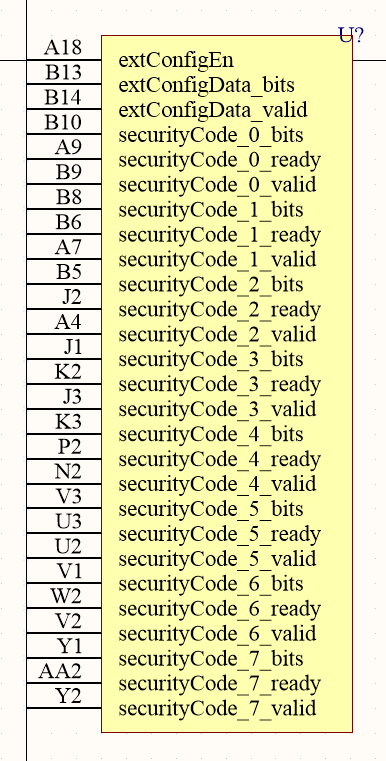 U?
A18 extConfigEn
B13 extConfigData_bits
B14 extConfigData_valid
B10 securityCode_0_bits
A9 securityCode_0_ready
B9 securityCode_0_valid
B8 securityCode_1_bits
B6 securityCode_1_ready
A7 securityCode_1_valid
B5 securityCode_2_bits
J2 securityCode_2_ready
A4 securityCode_2_valid
J1 securityCode_3_bits
K2 securityCode_3_ready
J3 securityCode_3_valid
K3 securityCode_4_bits
P2 securityCode_4_ready
N2 securityCode_4_valid
V3 securityCode_5_bits
U3 securityCode_5_ready
U2 securityCode_5_valid
V1 securityCode_6_bits
W2 securityCode_6_ready
V2 securityCode_6_valid
Y1 securityCode_7_bits
AA2 securityCode_7_ready
Y2 securityCode_7_valid